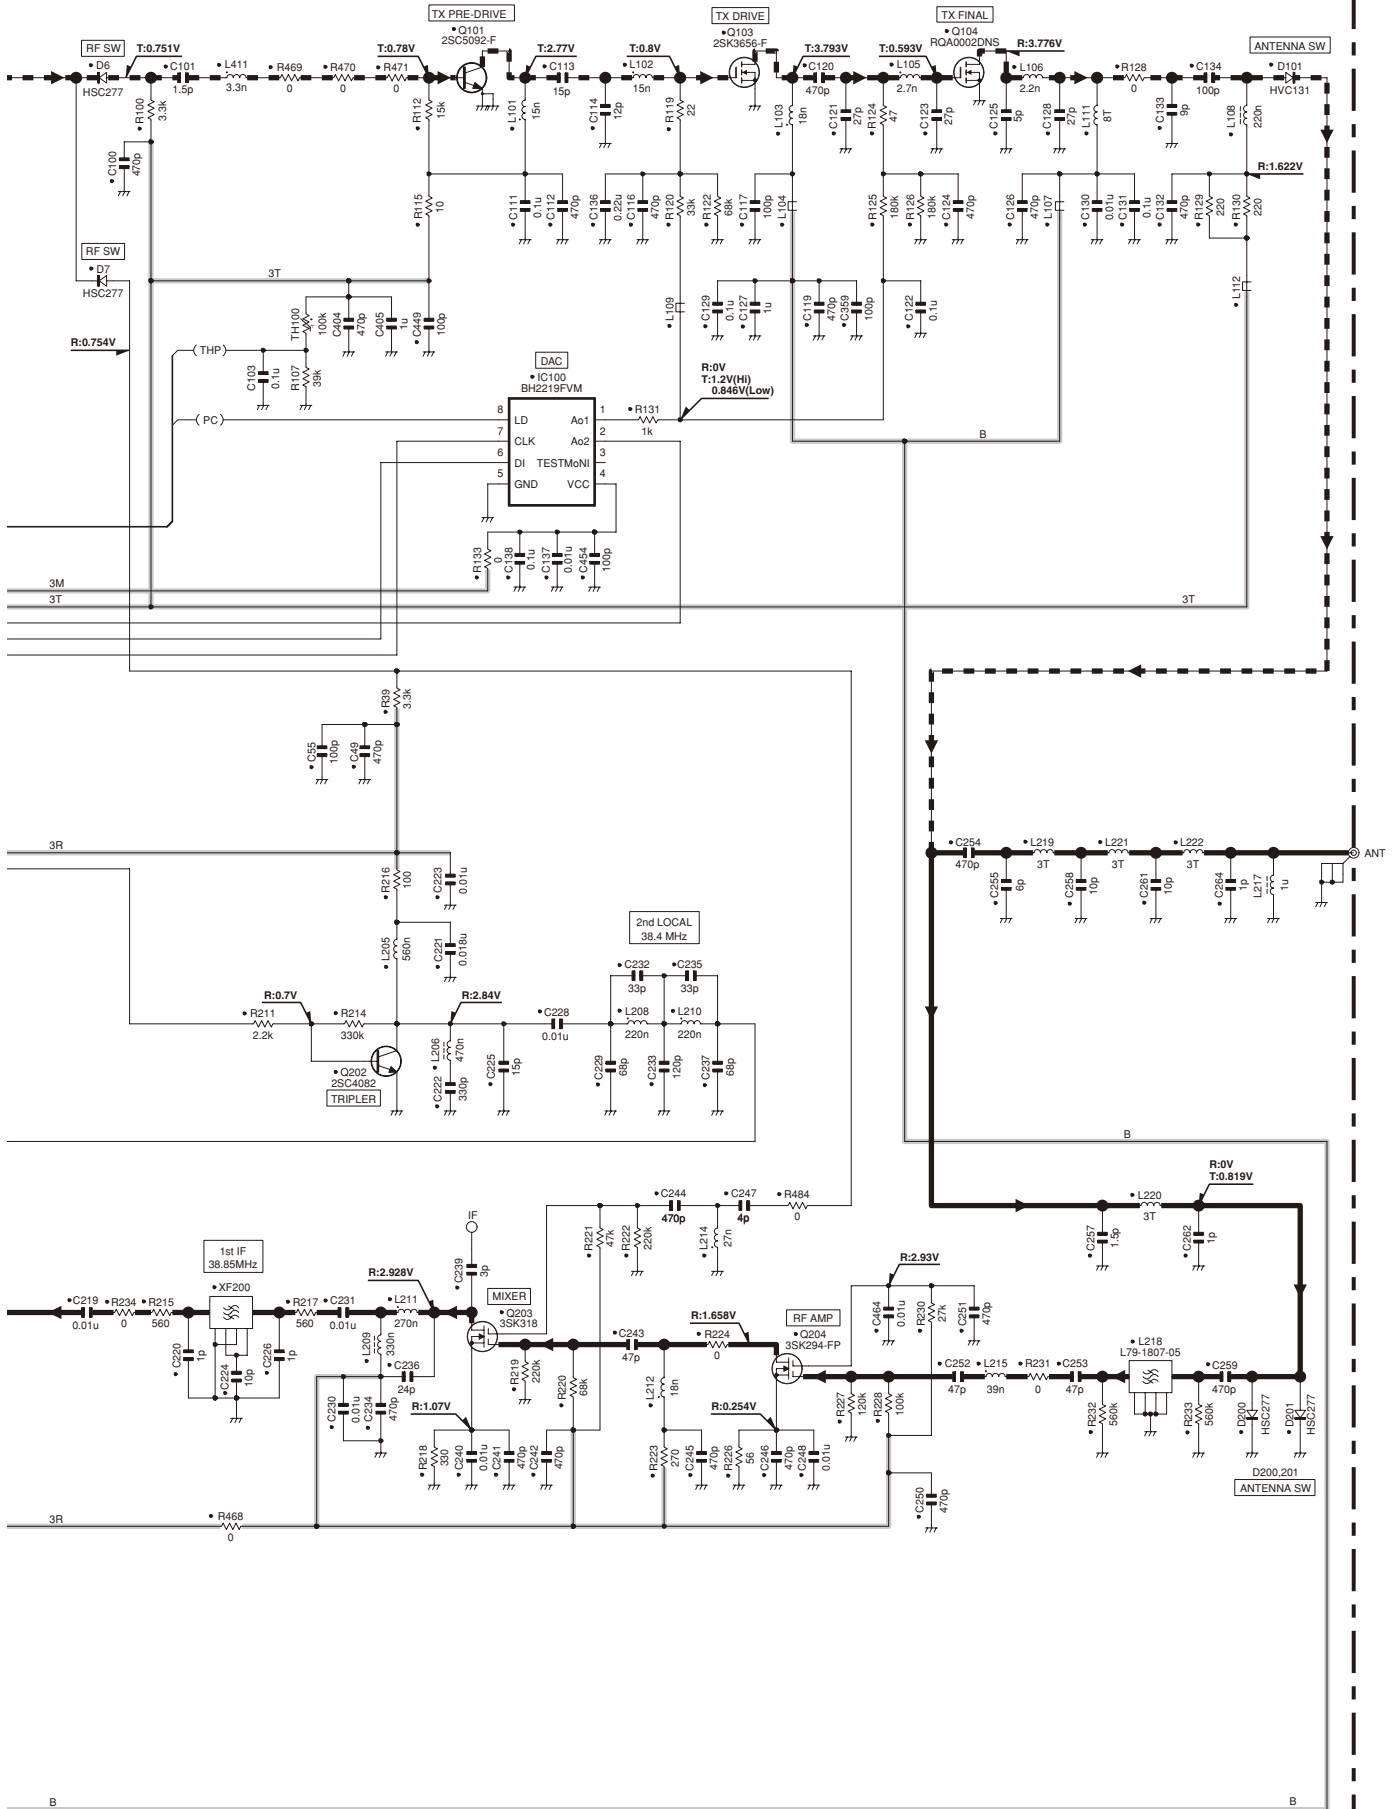 TX PRE-DRIVE
• Q101
2SC5092-F
TX DRIVE
• Q103
2SK3656-F
TX FINAL
• Q104
RQA0002DNS
R:3.776V
ANTENNA SW
• D101
HVC131
RF SW
• D6
HSC277
T:0.751V
• C101
1.5p
• L411
3.3n
• R469
0
• R470
0
• R471
0
T:0.78V
T:2.77V
• C113
15p
T:0.8V
• L102
15n
T:3.793V
• C120
470p
T:0.593V
• L105
2.7n
• L106
2.2n
• R128
0
• C134
100p
• R100
3.3k
• R112
15k
• L101
15n
• C114
12p
• R119
22
• L103
18n
• C121
27p
• R124
47
• C123
27p
• C125
5p
• C128
27p
• L111
8T
• C133
9p
• L108
220n
• C100
470p
R:1.622V
• R115
10
• C111
0.1u
• C112
470p
• C136
0.22u
• C116
470p
• R120
33k
• R122
68k
• C117
100p
• L104
• R125
180k
• R126
180k
• C124
470p
• C126
470p
• L107
• C130
0.01u
• C131
0.1u
• C132
470p
• R129
220
• R130
220
RF SW
• D7
HSC277
3T
TH100
100k
• C404
470p
• C405
1u
• C449
100p
• L109
• C129
0.1u
• C127
1u
• C119
470p
• C359
100p
• C122
0.1u
• L112
R:0.754V
THP
C103
0.1u
R107
39k
DAC
• IC100
BH2219FVM
R:0V
T:1.2V(Hi)
0.846V(Low)
PC
8 LD Ao1 1
7 CLK Ao2 2
6 DI TESTMoNI 3
5 GND VCC 4
• R131
1k
B
• R133
0
• C138
0.1u
• C137
0.01u
• C454
100p
3M
3T
3T
• R39
3.3k
• C55
100p
• C49
470p
3R
• R216
100
• C223
0.01u
• C254
470p
• L219
3T
• L221
3T
• L222
3T
ANT
• C255
6p
• C258
10p
• C261
10p
• C264
1p
L217
1u
• L205
560n
• C221
0.018u
2nd LOCAL
38.4 MHz
• C232
33p
• C235
33p
R:0.7V
• R211
2.2k
• R214
330k
R:2.84V
• C228
0.01u
• L208
220n
• L210
220n
• Q202
2SC4082
TRIPLER
• L206
470n
• C222
330p
• C225
15p
• C229
68p
• C233
120p
• C237
68p
B
R:0V
T:0.819V
• L220
3T
• C257
1.5p
• C262
1p
• C244
470p
• C247
4p
• R484
0
IF
• R221
47k
• R222
220k
• L214
27n
1st IF
38.85MHz
• XF200
C239
3p
R:2.928V
MIXER
• Q203
3SK318
R:2.93V
• C464
0.01u
• R230
27k
• C251
470p
R:1.658V
RF AMP
• Q204
3SK294-FP
• C219
0.01u
• R234
0
• R215
560
• R217
560
• C231
0.01u
• L211
270n
• C243
47p
• R224
0
• L218
L79-1807-05
• C252
47p
• L215
39n
• R231
0
• C253
47p
• C259
470p
• C220
1p
• C224
10p
• C226
1p
• L209
330n
• C236
24p
• R219
220k
• R220
68k
• L212
18n
• R227
120k
• R228
100k
• R232
560k
• R233
560k
• D200
HSC277
• D201
HSC277
• C230
0.01u
• C234
470p
R:1.07V
• R218
330
• C240
0.01u
• C241
470p
• C242
470p
R:0.254V
• R223
270
• C245
470p
• R226
56
• C246
470p
• C248
0.01u
• C250
470p
D200,201
ANTENNA SW
3R
• R468
0
B
B